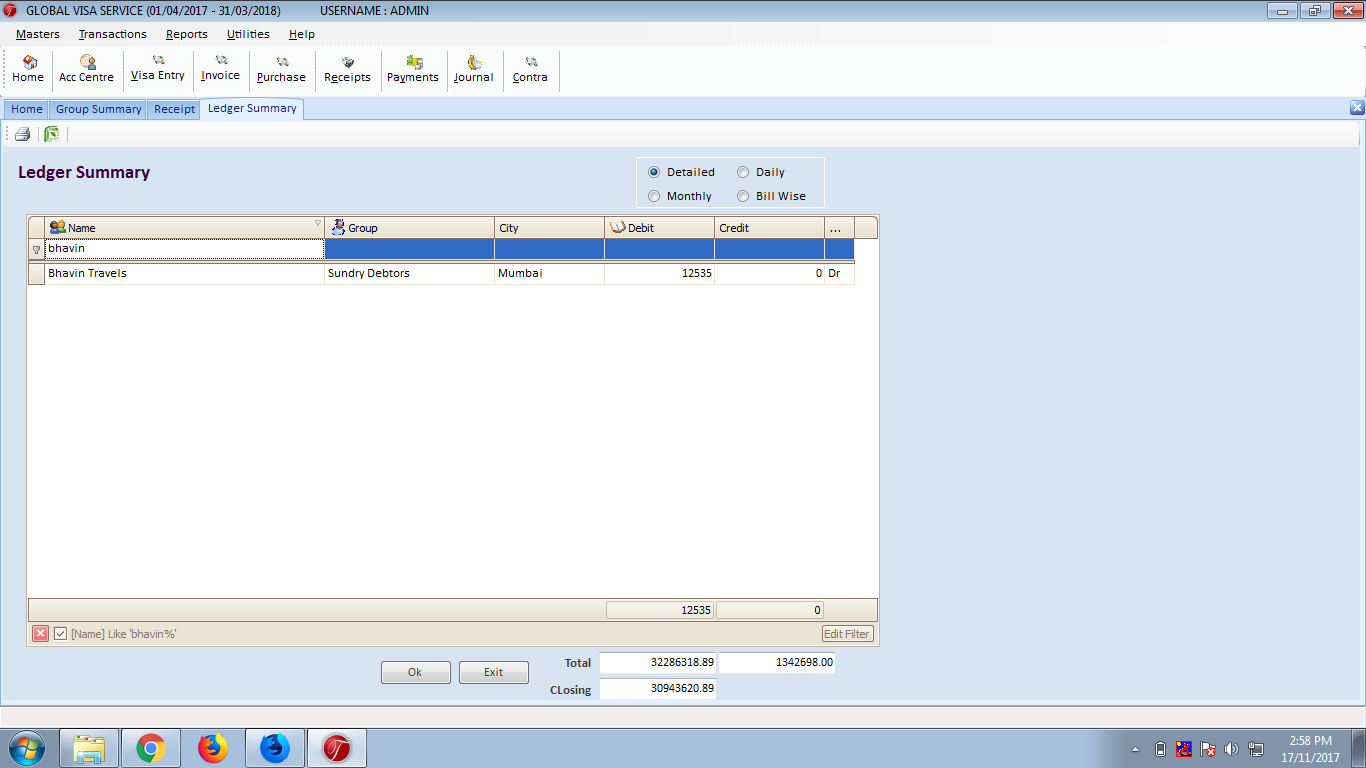 GLOBAL VISA SERVICE (01/04/2017 - 31/03/2018) USERNAME : ADMIN
Masters Transactions Reports Utilities Help
Home Acc Centre Visa Entry Invoice Purchase Receipts Payments Journal Contra
Home Group Summary Receipt Ledger Summary
Ledger Summary
Detailed Daily
Monthly Bill Wise
Name Group City Debit Credit ...
bhavin
Bhavin Travels Sundry Debtors Mumbai 12535 0 Dr
12535 0
[Name] Like 'bhavin%' Edit Filter
Ok Exit Total 32286318.89 1342698.00
CLosing 30943620.89
2:58 PM
17/11/2017